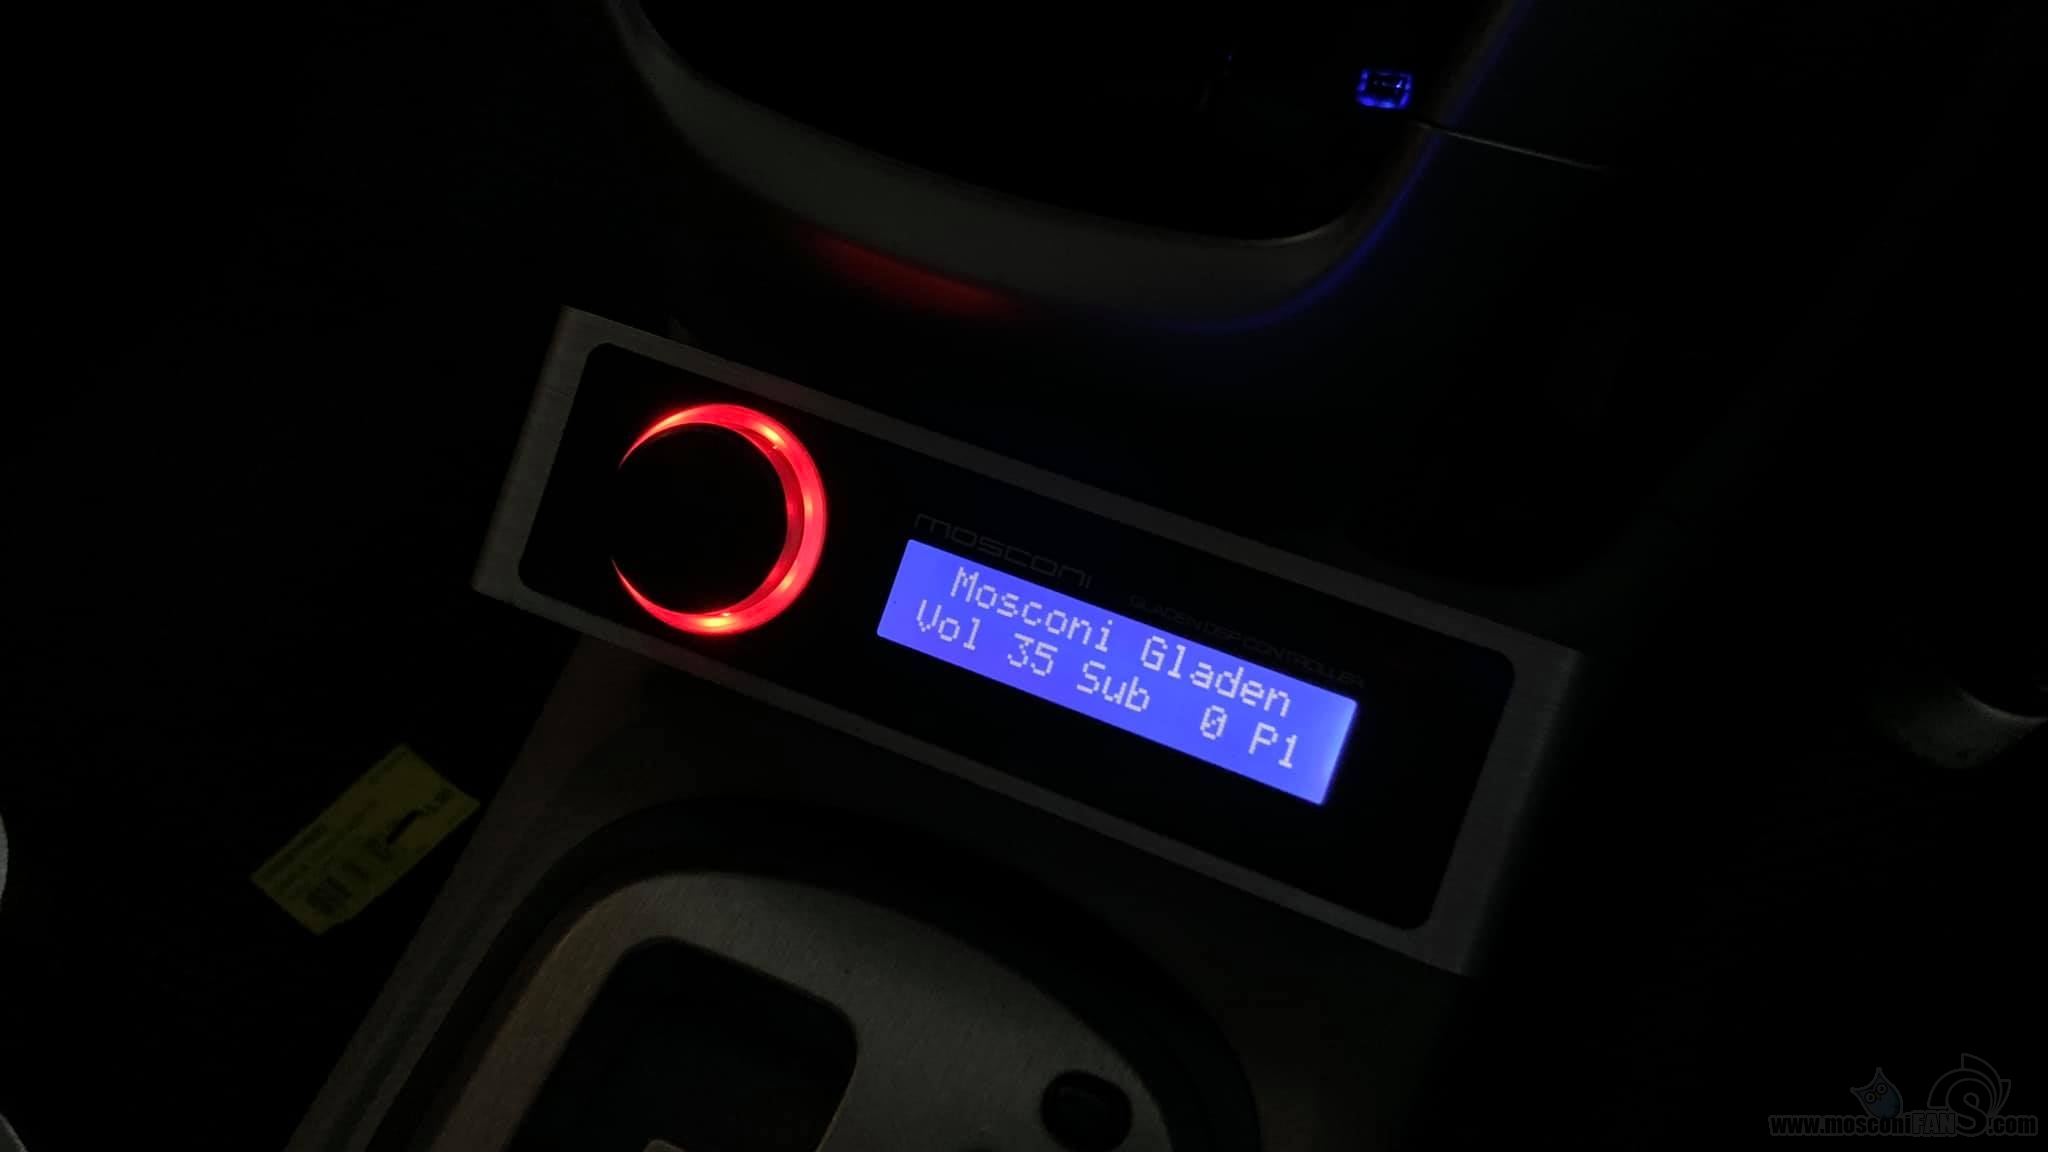 mosconi
GLADEN DSP CONTROLLER
Mosconi Gladen
Vol 35 Sub 0 P1
www.mosconiFANS.com